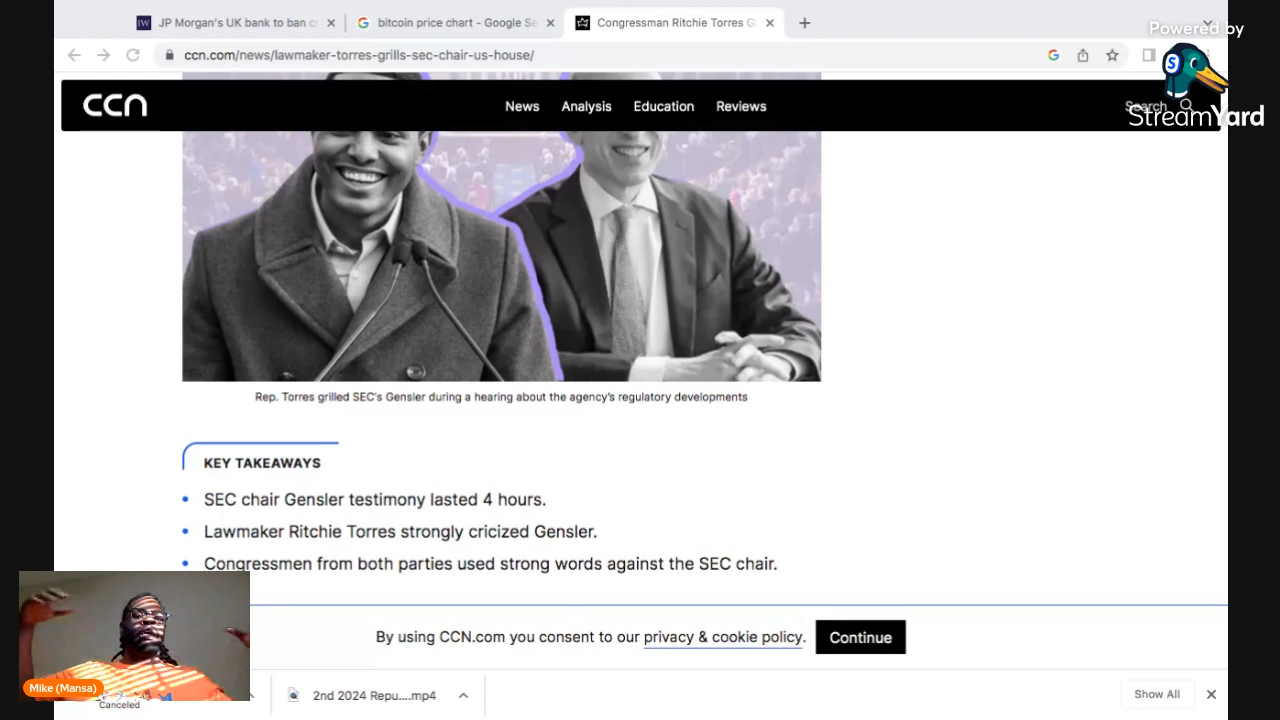 JP Morgan's UK bank to ban c
bitcoin price chart - Google Se
Congressman Ritchie Torres G
Powered by
StreamYard
ccn.com/news/lawmaker-torres-grills-sec-chair-us-house/
ccn
News
Analysis
Education
Reviews
Search
Rep. Torres grilled SEC's Gensler during a hearing about the agency's regulatory developments
KEY TAKEAWAYS
SEC chair Gensler testimony lasted 4 hours.
Lawmaker Ritchie Torres strongly cricized Gensler.
Congressmen from both parties used strong words against the SEC chair.
By using CCN.com you consent to our privacy & cookie policy.
Continue
Mike (Mansa)
Canceled
2nd 2024 Repu....mp4
Show All